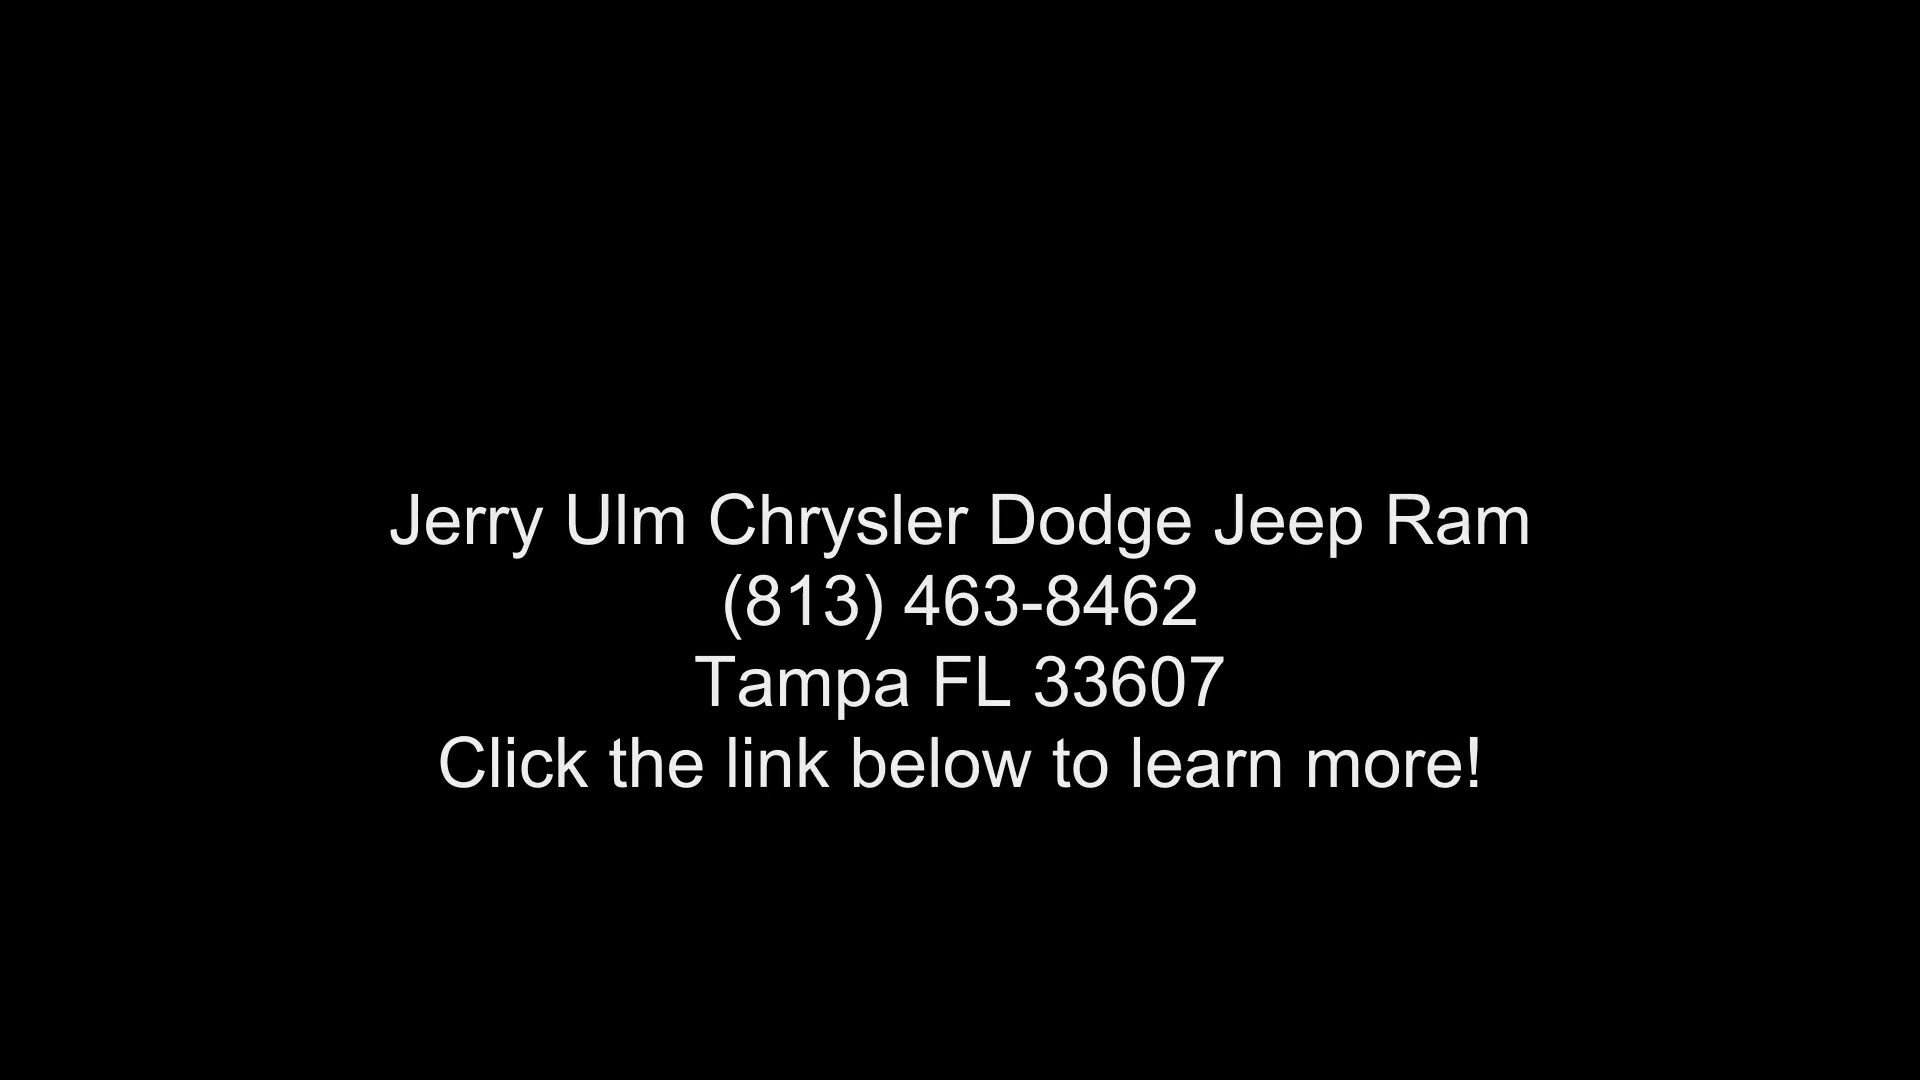 Jerry Ulm Chrysler Dodge Jeep Ram
(813) 463-8462
Tampa FL 33607
Click the link below to learn more!